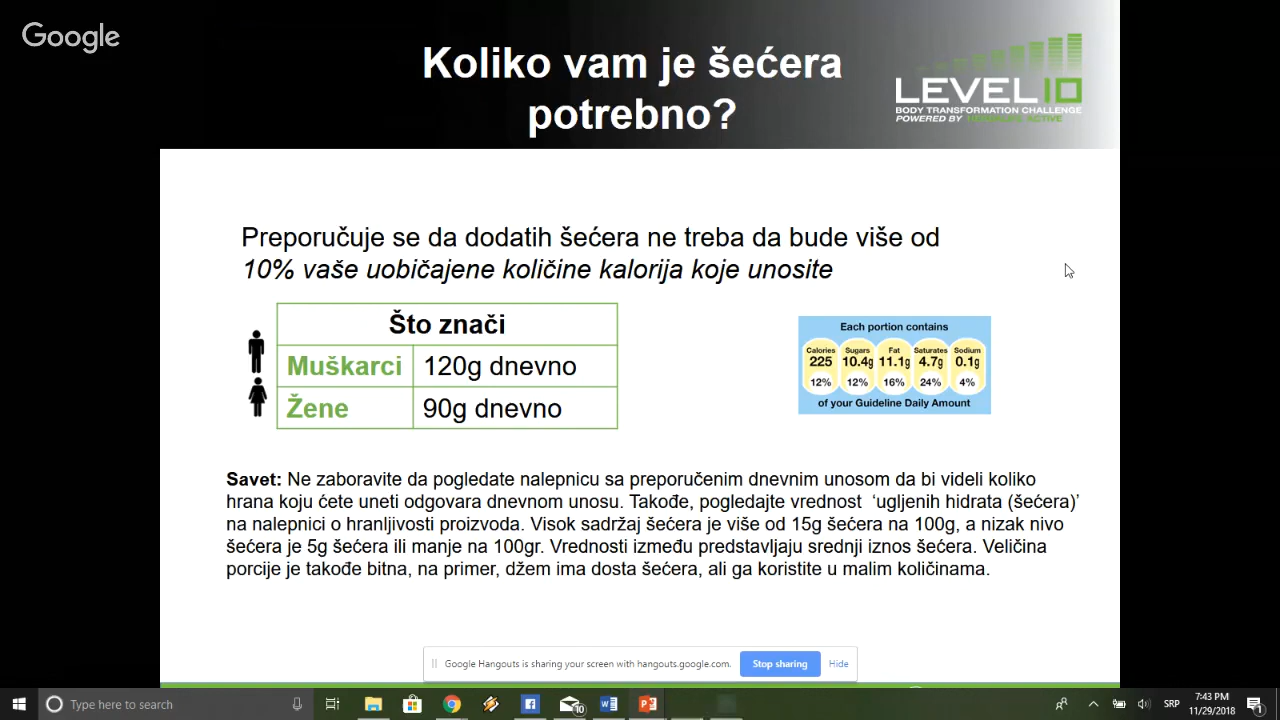 Google
Koliko vam je šećera
potrebno?
LEVEL10
BODY TRANSFORMATION CHALLENGE
POWERED BY
ACTIVE
Preporučuje se da dodatih šećera ne treba da bude više od
10% vaše uobičajene količine kalorija koje unosite
Što znači
Muškarci 120g dnevno
Žene 90g dnevno
Each portion contains
Calories Sugars Fat Saturates Sodium
225 10.4g 11.1g 4.7g 0.1g
12% 12% 16% 24% 4%
of your Guideline Daily Amount
Savet: Ne zaboravite da pogledate nalepnicu sa preporučenim dnevnim unosom da bi videli koliko
hrana koju ćete uneti odgovara dnevnom unosu. Takođe, pogledajte vrednost ‘ugljenih hidrata (šećera)’
na nalepnici o hranljivosti proizvoda. Visok sadržaj šećera je više od 15g šećera na 100g, a nizak nivo
šećera je 5g šećera ili manje na 100gr. Vrednosti između predstavljaju srednji iznos šećera. Veličina
porcije je takođe bitna, na primer, džem ima dosta šećera, ali ga koristite u malim količinama.
Google Hangouts is sharing your screen with hangouts.google.com. Stop sharing Hide
Type here to search
10
SRP
7:43 PM
11/29/2018
1